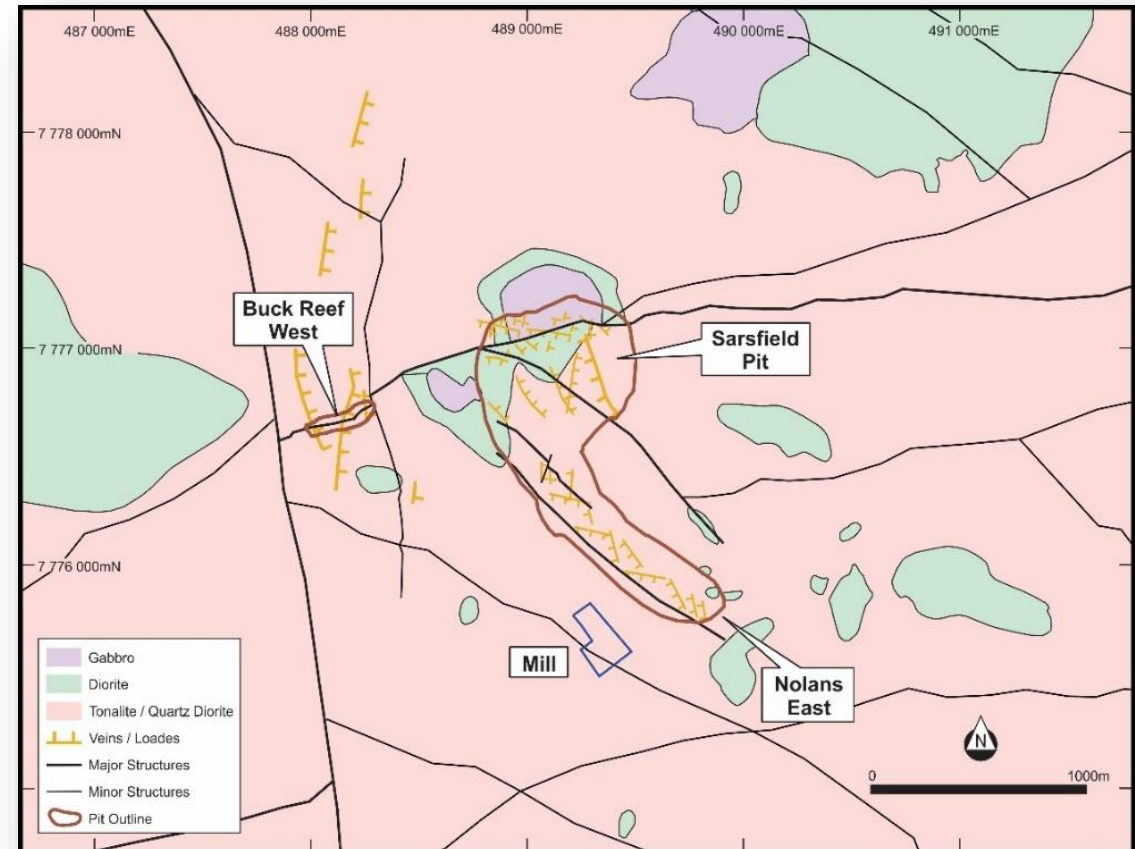 487 000mE
488 000mE
489 000mE
490 000mE
491 000mE
7 778 000mN
7 777 000mN
7 776 000mN
Buck Reef
West
Sarsfield
Pit
Mill
Nolans
East
Gabbro
Diorite
Tonalite / Quartz Diorite
Veins / Loades
Major Structures
Minor Structures
Pit Outline
N
0
1000m